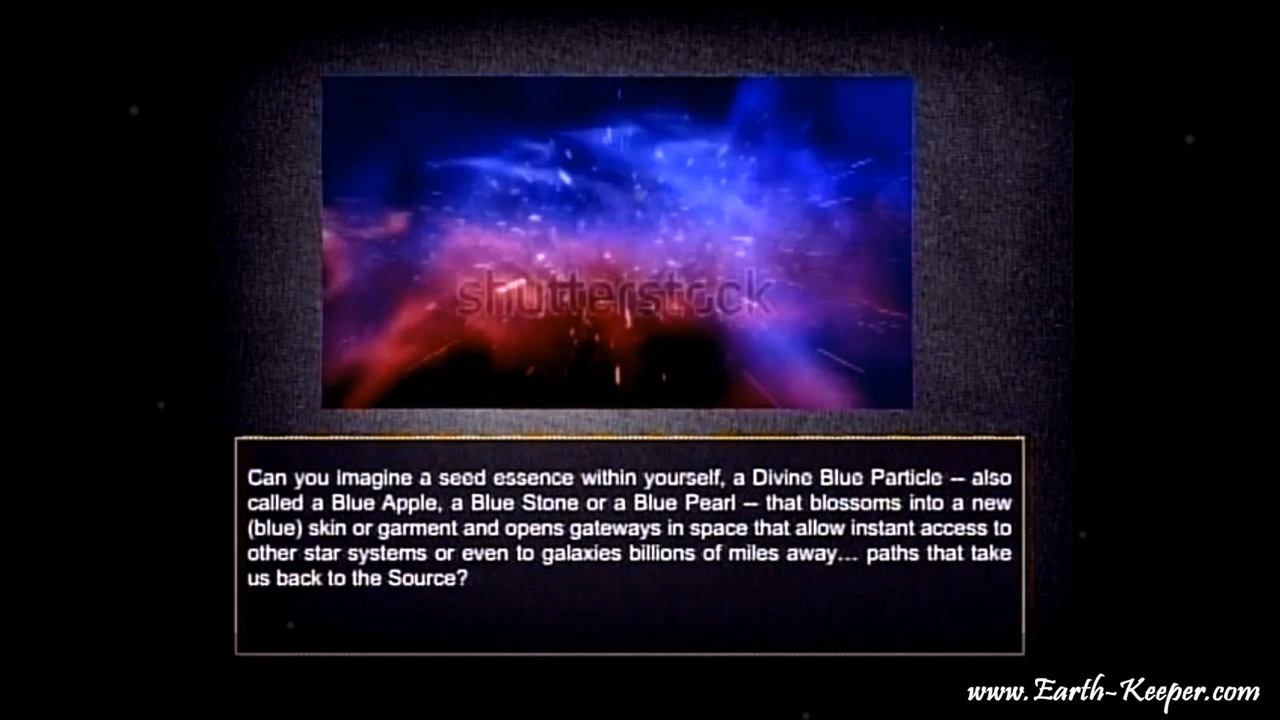 shutterstock
Can you Imagine a seed essence within yourself, a Divine Blue Particle -- also
called a Blue Apple, a Blue Stone or a Blue Pearl -- that blossoms into a new
(blue) skin or garment and opens gateways in space that allow instant access to
other star systems or even to galaxies billions of miles away... paths that take
us back to the Source?
www.Earth-Keeper.com